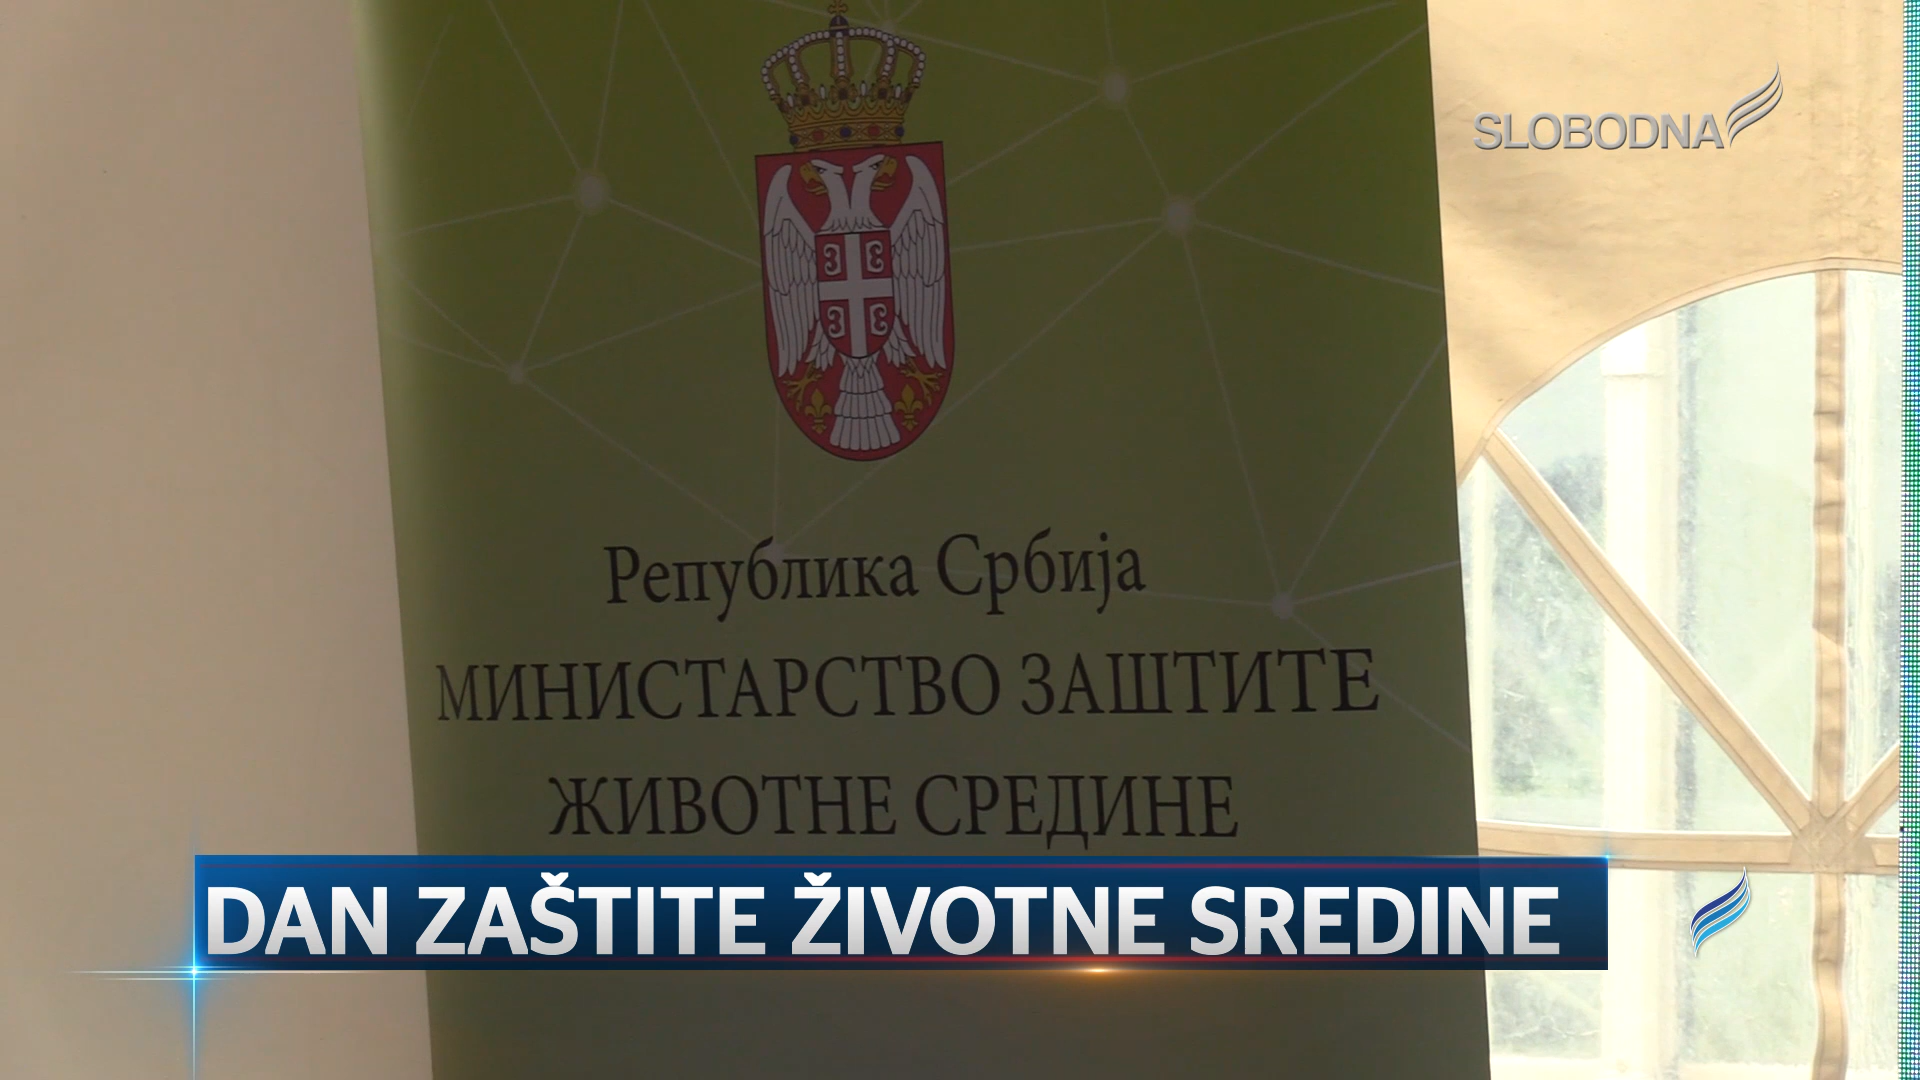 SLOBODNA
Република Србија
МИНИСТАРСТВО ЗАШТИТЕ
ЖИВОТНЕ СРЕДИНЕ
DAN ZAŠTITE ŽIVOTNE SREDINE